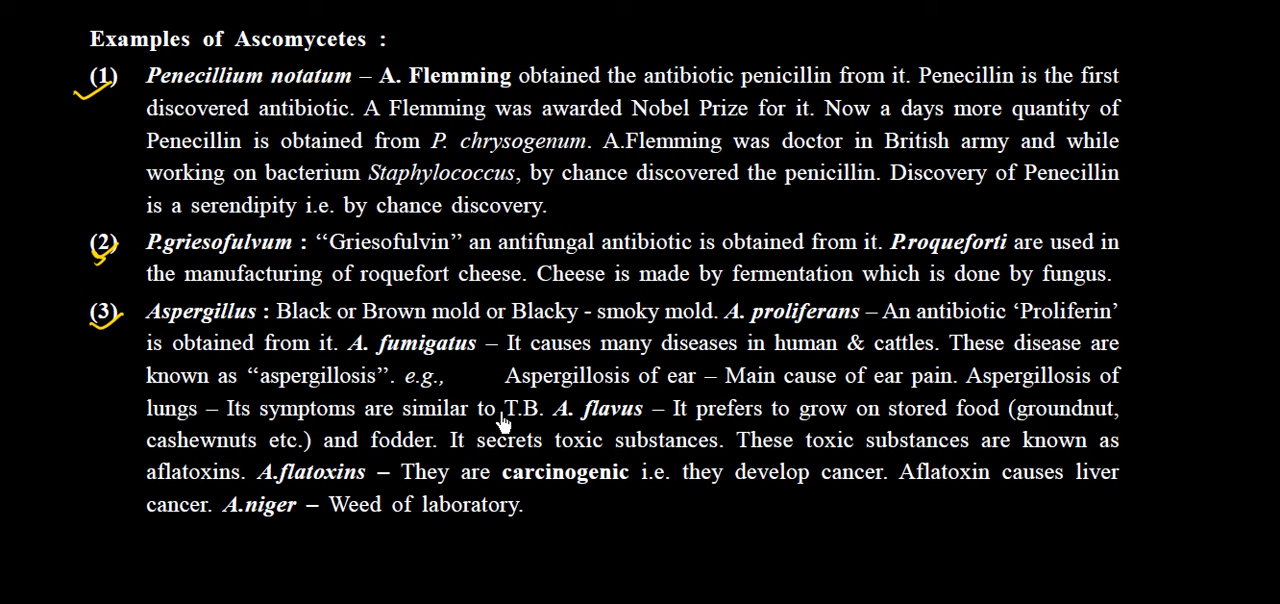 Examples of Ascomycetes :
(1) Penecillium notatum – A. Flemming obtained the antibiotic penicillin from it. Penecillin is the first
discovered antibiotic. A Flemming was awarded Nobel Prize for it. Now a days more quantity of
Penecillin is obtained from P. chrysogenum. A.Flemming was doctor in British army and while
working on bacterium Staphylococcus, by chance discovered the penicillin. Discovery of Penecillin
is a serendipity i.e. by chance discovery.
(2) P.griesofulvum : ‘‘Griesofulvin’’ an antifungal antibiotic is obtained from it. P.roqueforti are used in
the manufacturing of roquefort cheese. Cheese is made by fermentation which is done by fungus.
(3) Aspergillus : Black or Brown mold or Blacky - smoky mold. A. proliferans – An antibiotic ‘Proliferin’
is obtained from it. A. fumigatus – It causes many diseases in human & cattles. These disease are
known as ‘‘aspergillosis’’. e.g., Aspergillosis of ear – Main cause of ear pain. Aspergillosis of
lungs – Its symptoms are similar to T.B. A. flavus – It prefers to grow on stored food (groundnut,
cashewnuts etc.) and fodder. It secrets toxic substances. These toxic substances are known as
aflatoxins. A.flatoxins – They are carcinogenic i.e. they develop cancer. Aflatoxin causes liver
cancer. A.niger – Weed of laboratory.